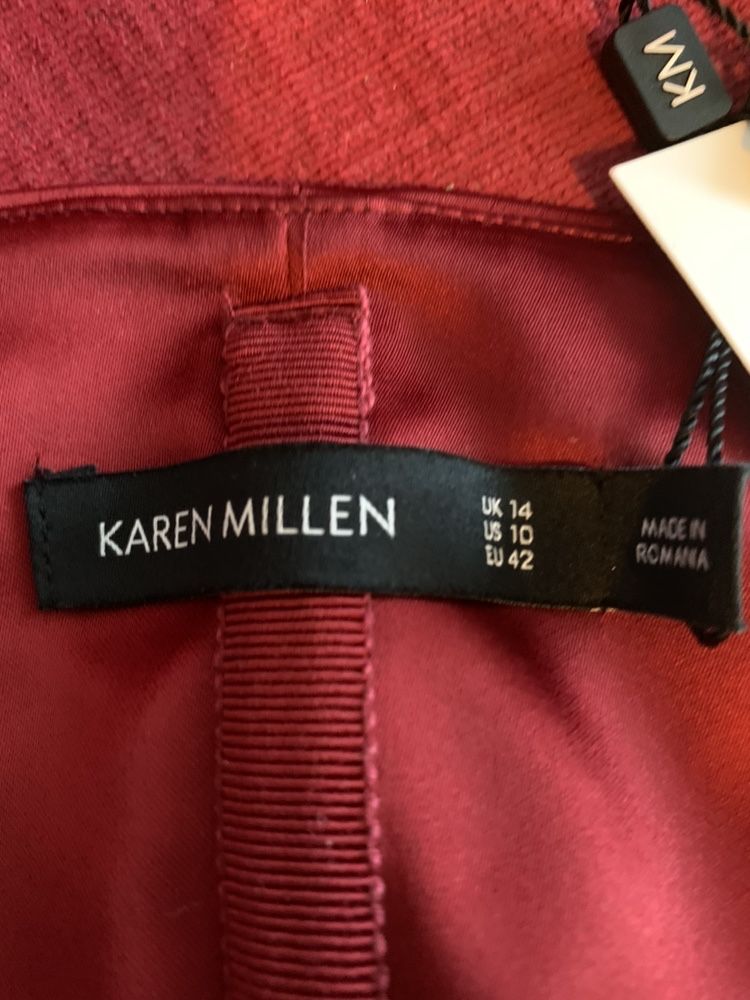 KM
KAREN MILLEN
UK 14
US 10
EU 42
MADE IN
ROMANIA